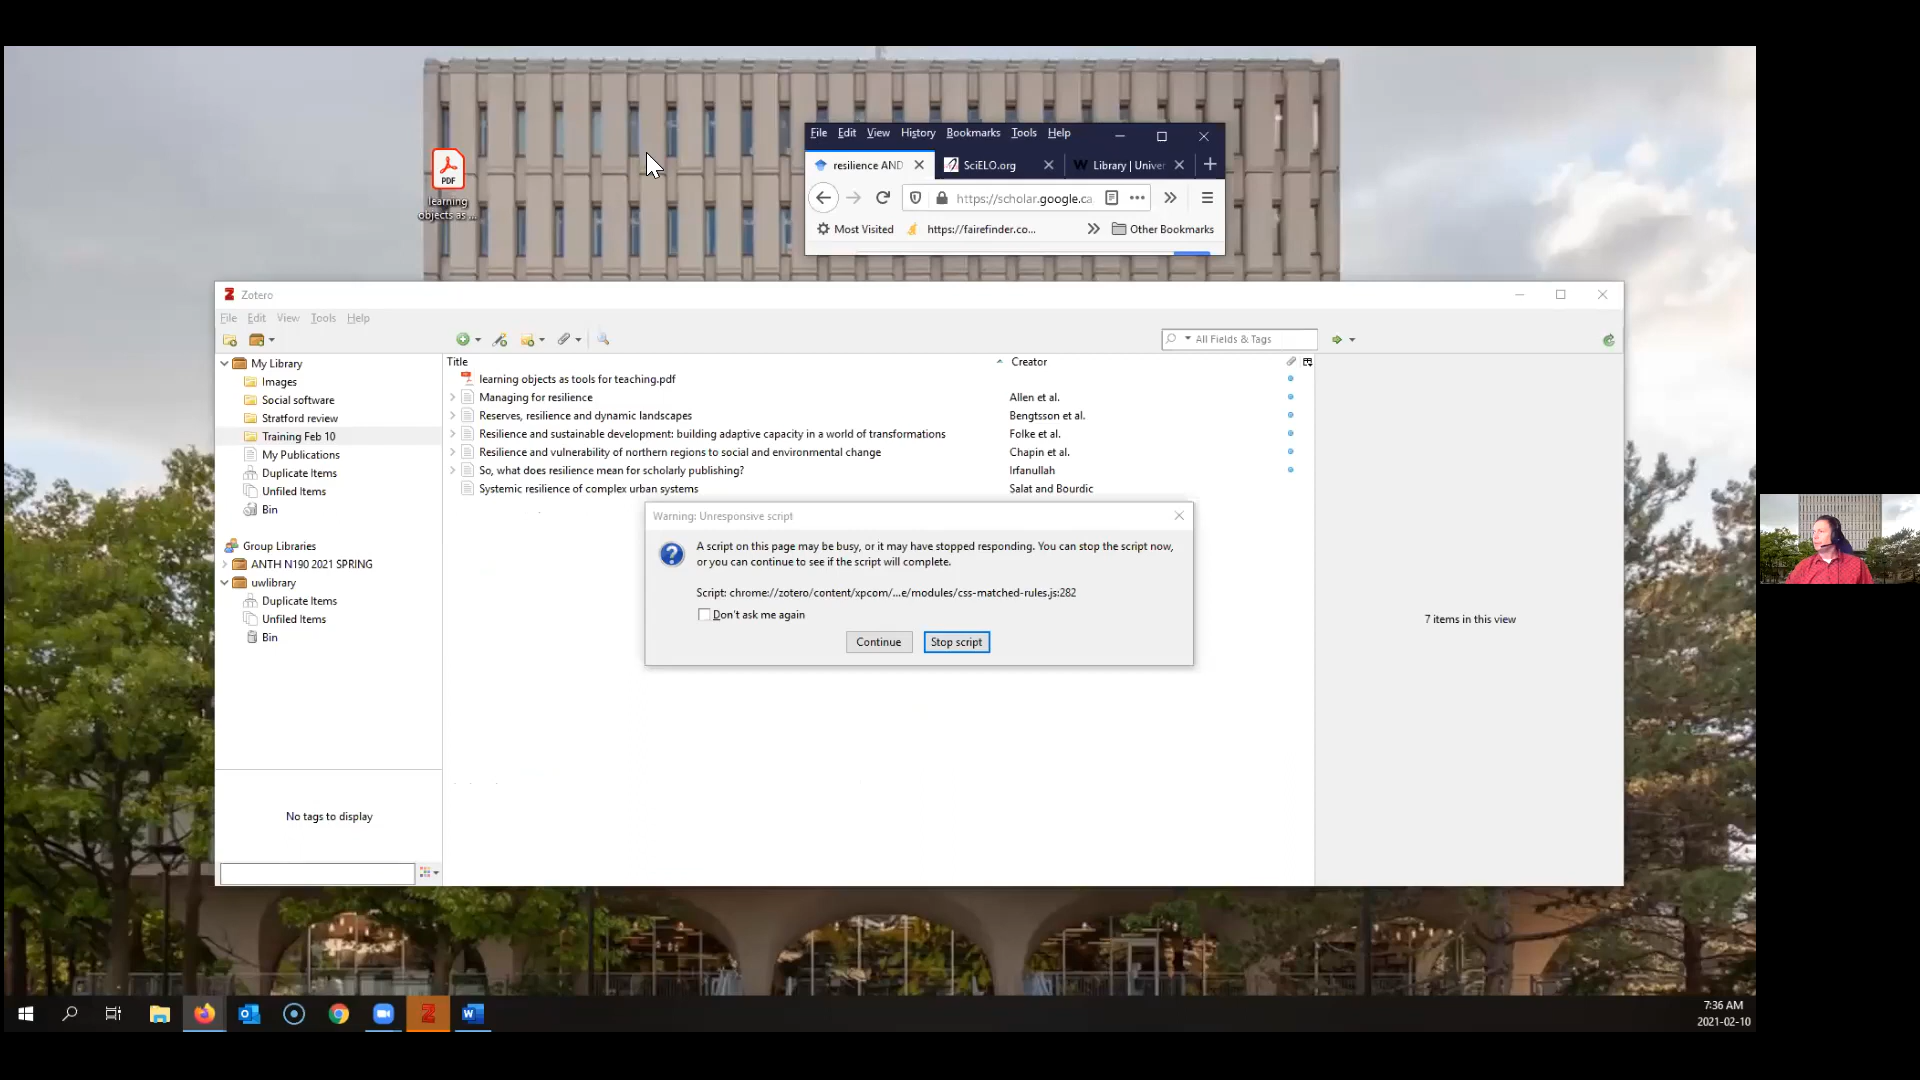 File Edit View History Bookmarks Tools Help
resilience AND
SciELO.org
Library | Univer
https://scholar.google.ca
Most Visited
https://fairefinder.co...
Other Bookmarks
PDF
learning
objects as ...
Zotero
File Edit View Tools Help
All Fields & Tags
My Library
Images
Social software
Stratford review
Training Feb 10
My Publications
Duplicate Items
Unfiled Items
Bin
Group Libraries
ANTH N190 2021 SPRING
uwlibrary
Duplicate Items
Unfiled Items
Bin
No tags to display
Title Creator
learning objects as tools for teaching.pdf
Managing for resilience Allen et al.
Reserves, resilience and dynamic landscapes Bengtsson et al.
Resilience and sustainable development: building adaptive capacity in a world of transformations Folke et al.
Resilience and vulnerability of northern regions to social and environmental change Chapin et al.
So, what does resilience mean for scholarly publishing? Irfanullah
Systemic resilience of complex urban systems Salat and Bourdic
Warning: Unresponsive script
A script on this page may be busy, or it may have stopped responding. You can stop the script now,
or you can continue to see if the script will complete.
Script: chrome://zotero/content/xpcom/...e/modules/css-matched-rules.js:282
Don't ask me again
Continue Stop script
7 items in this view
7:36 AM
2021-02-10